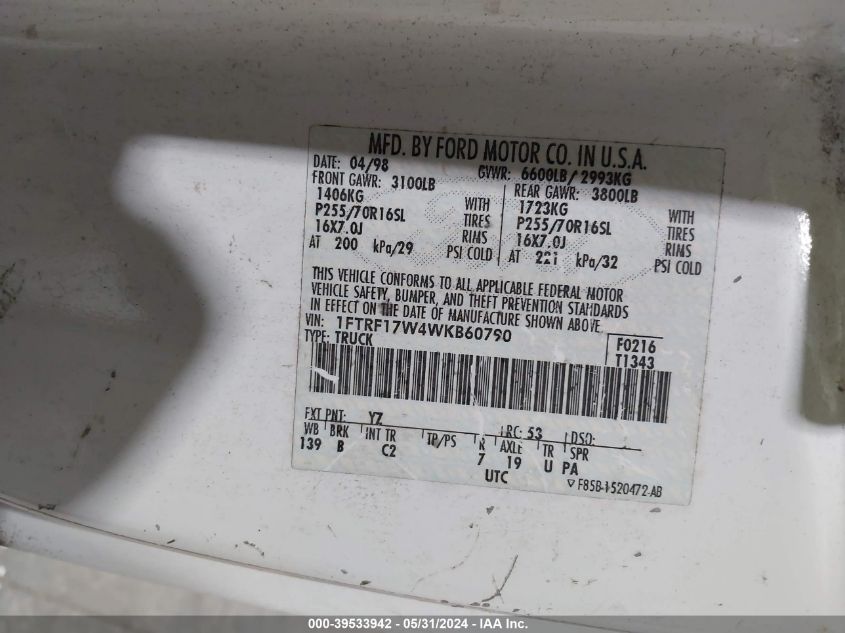 MFD. BY FORD MOTOR CO. IN U.S.A.
DATE: 04/98 GVWR: 6600LB/2993KG
FRONT GAWR: 3100LB REAR GAWR: 3800LB
1406KG WITH 1723KG WITH
P255/70R16SL TIRES P255/70R16SL TIRES
16X7.0J RIMS 16X7.0J RIMS
AT 200 kPa/29 PSI COLD AT 221 kPa/32 PSI COLD
THIS VEHICLE CONFORMS TO ALL APPLICABLE FEDERAL MOTOR
VEHICLE SAFETY, BUMPER, AND THEFT PREVENTION STANDARDS
IN EFFECT ON THE DATE OF MANUFACTURE SHOWN ABOVE.
VIN: 1FTRF17W4WKB60790 F0216
TYPE: TRUCK T1343
EXT PNT: YZ RC: 53 DSO:
WB BRK INT TR TP/PS R AXLE TR SPR
139 B C2 7 19 U PA
UTC F85B-1520472-AB
000-39533942 - 05/31/2024 - IAA Inc.